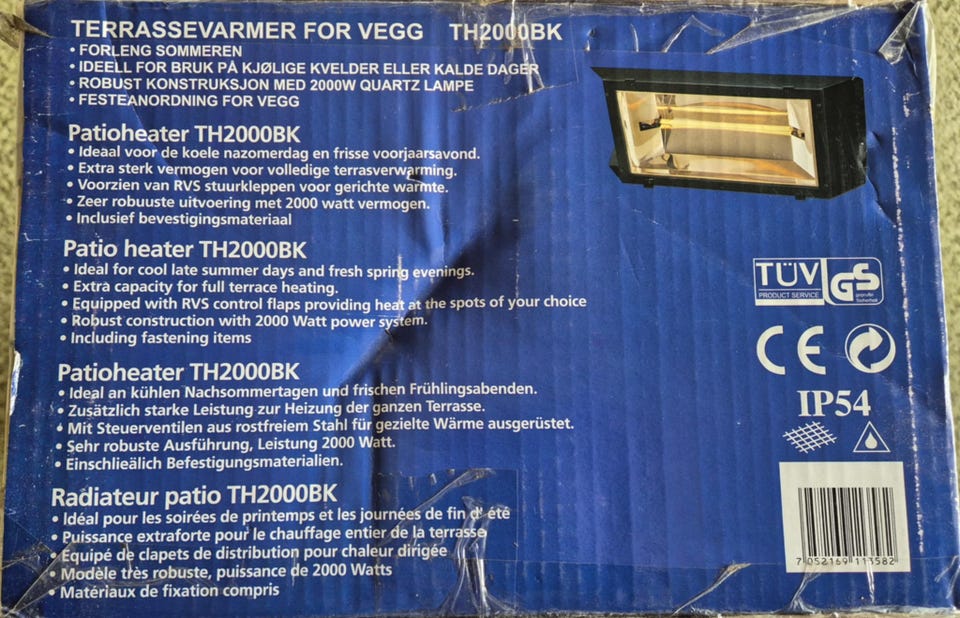 TERRASSEVARMER FOR VEGG TH2000BK
• FORLENG SOMMEREN
• IDEELL FOR BRUK PÅ KJØLIGE KVELDER ELLER KALDE DAGER
• ROBUST KONSTRUKSJON MED 2000W QUARTZ LAMPE
• FESTEANORDNING FOR VEGG
Patioheater TH2000BK
• Ideaal voor de koele nazomerdag en frisse voorjaarsavond.
• Extra sterk vermogen voor volledige terrasverwarming.
• Voorzien van RVS stuurkleppen voor gerichte warmte.
• Zeer robuuste uitvoering met 2000 watt vermogen.
• Inclusief bevestigingsmateriaal
Patio heater TH2000BK
• Ideal for cool late summer days and fresh spring evenings.
• Extra capacity for full terrace heating.
• Equipped with RVS control flaps providing heat at the spots of your choice
• Robust construction with 2000 Watt power system.
• Including fastening items
Patioheater TH2000BK
• Ideal an kühlen Nachsommertagen und frischen Frühlingsabenden.
• Zusätzlich starke Leistung zur Heizung der ganzen Terrasse.
• Mit Steuerventilen aus rostfreiem Stahl für gezielte Wärme ausgerüstet.
• Sehr robuste Ausführung, Leistung 2000 Watt.
• Einschlieälich Befestigungsmaterialien.
Radiateur patio TH2000BK
• Idéal pour les soirées de printemps et les journées de fin d' été
• Puissance extraforte pour le chauffage entier de la terrasse
• Equipé de clapets de distribution pour chaleur dirigée
• Modèle très robuste, puissance de 2000 Watts
• Matériaux de fixation compris
TÜV
PRODUCT SERVICE
GS
geprüfte
Sicherheit
CE
IP54
7 052169 113582